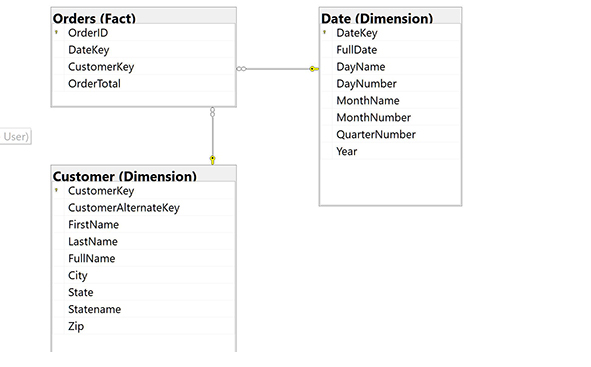 Orders (Fact)
OrderID
DateKey
CustomerKey
OrderTotal
Date (Dimension)
DateKey
FullDate
DayName
DayNumber
MonthName
MonthNumber
QuarterNumber
Year
User)
Customer (Dimension)
CustomerKey
CustomerAlternateKey
FirstName
LastName
FullName
City
State
Statename
Zip